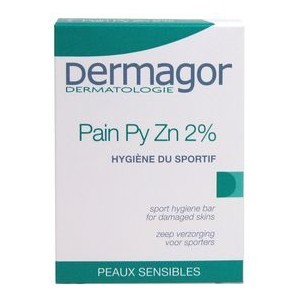 Dermagor
DERMATOLOGIE
Pain Py Zn 2%
HYGIÈNE DU SPORTIF
sport hygiene bar
for damaged skins
zeep verzorging
voor sporters
PEAUX SENSIBLES